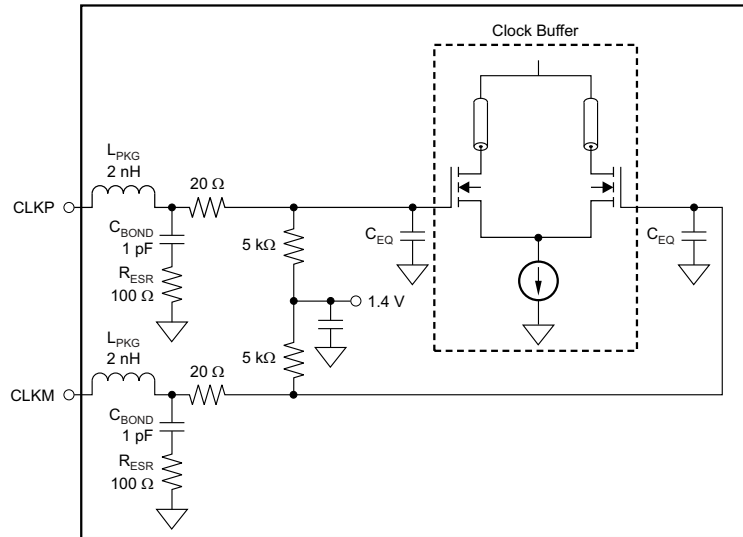 Clock Buffer
L_PKG
2 nH
20 Ω
CLKP
C_BOND
1 pF
5 kΩ
C_EQ
C_EQ
R_ESR
100 Ω
1.4 V
L_PKG
2 nH
5 kΩ
20 Ω
CLKM
C_BOND
1 pF
R_ESR
100 Ω